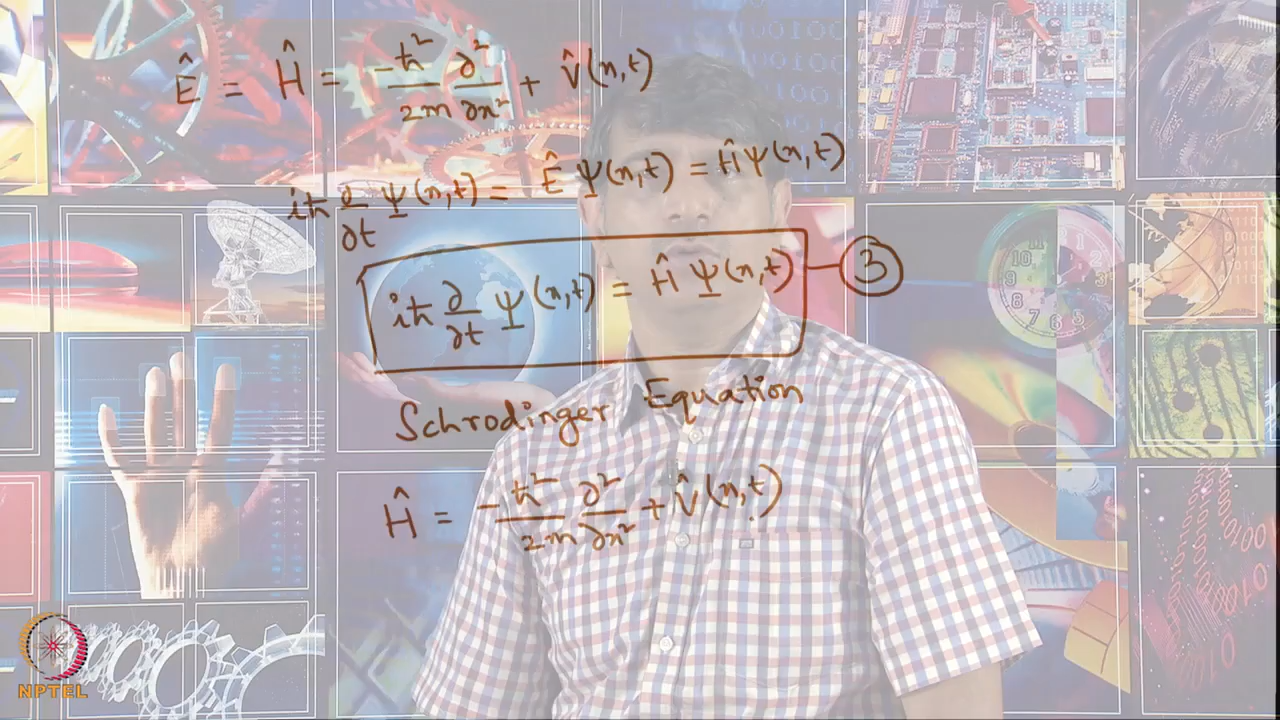 Ê = Ĥ = -ħ²/2m ∂²/∂x² + V̂(x,t)
iħ ∂/∂t Ψ(x,t) = Ê Ψ(x,t) = Ĥ Ψ(x,t)
iħ ∂/∂t Ψ(x,t) = Ĥ Ψ(x,t) — 3
Schrodinger Equation
Ĥ = -ħ²/2m ∂²/∂x² + V̂(x,t)
NPTEL